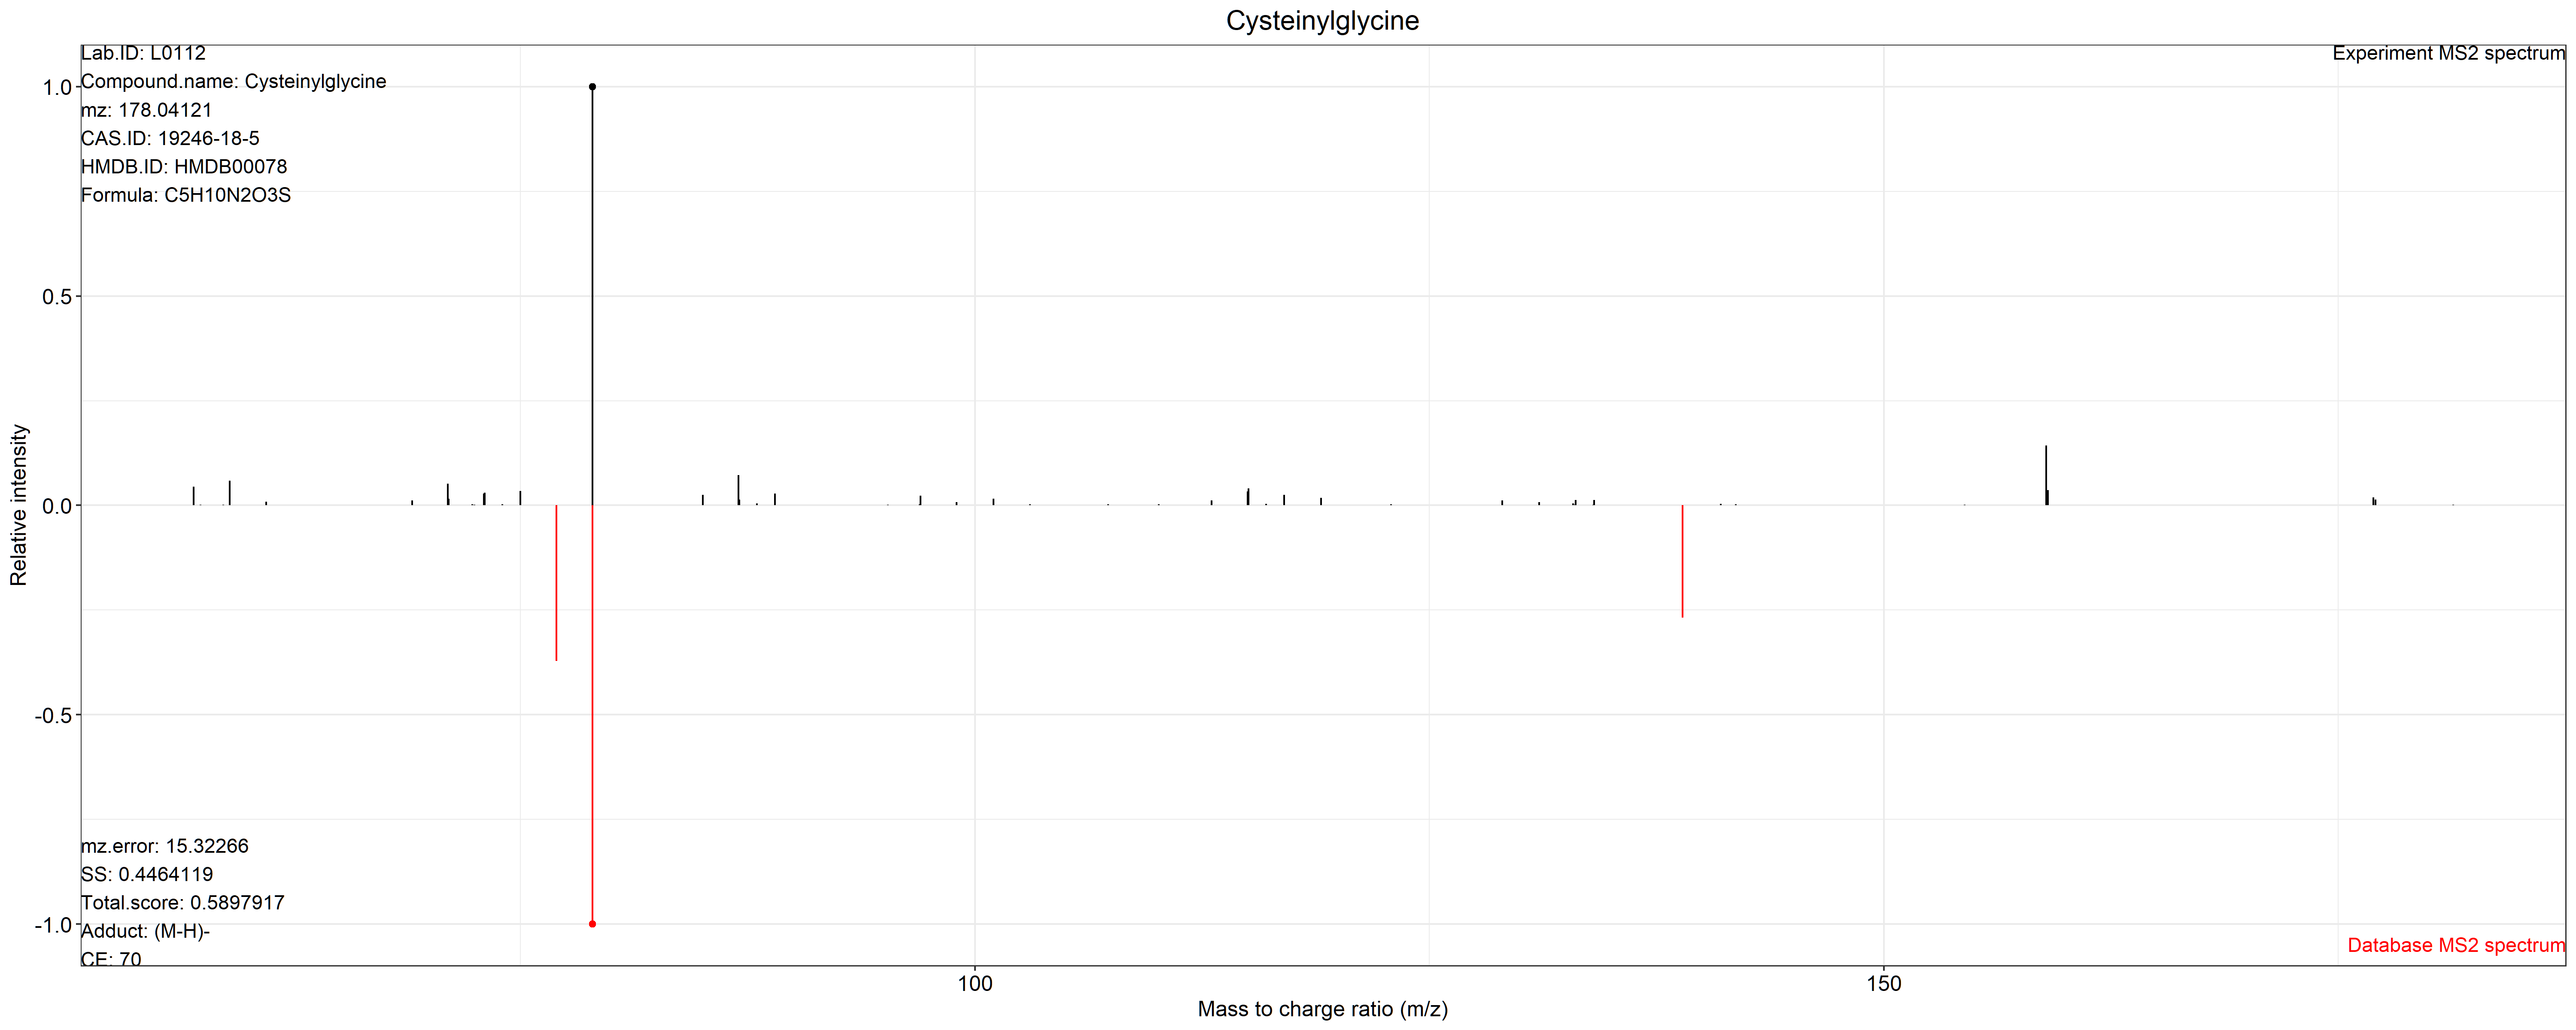 Cysteinylglycine
Lab.ID: L0112
Experiment MS2 spectrum
Compound.name: Cysteinylglycine
mz: 178.04121
CAS.ID: 19246-18-5
HMDB.ID: HMDB00078
Formula: C5H10N2O3S
1.0
0.5
0.0
-0.5
-1.0
Relative intensity
mz.error: 15.32266
SS: 0.4464119
Total.score: 0.5897917
Adduct: (M-H)-
CE: 70
Database MS2 spectrum
100
150
Mass to charge ratio (m/z)